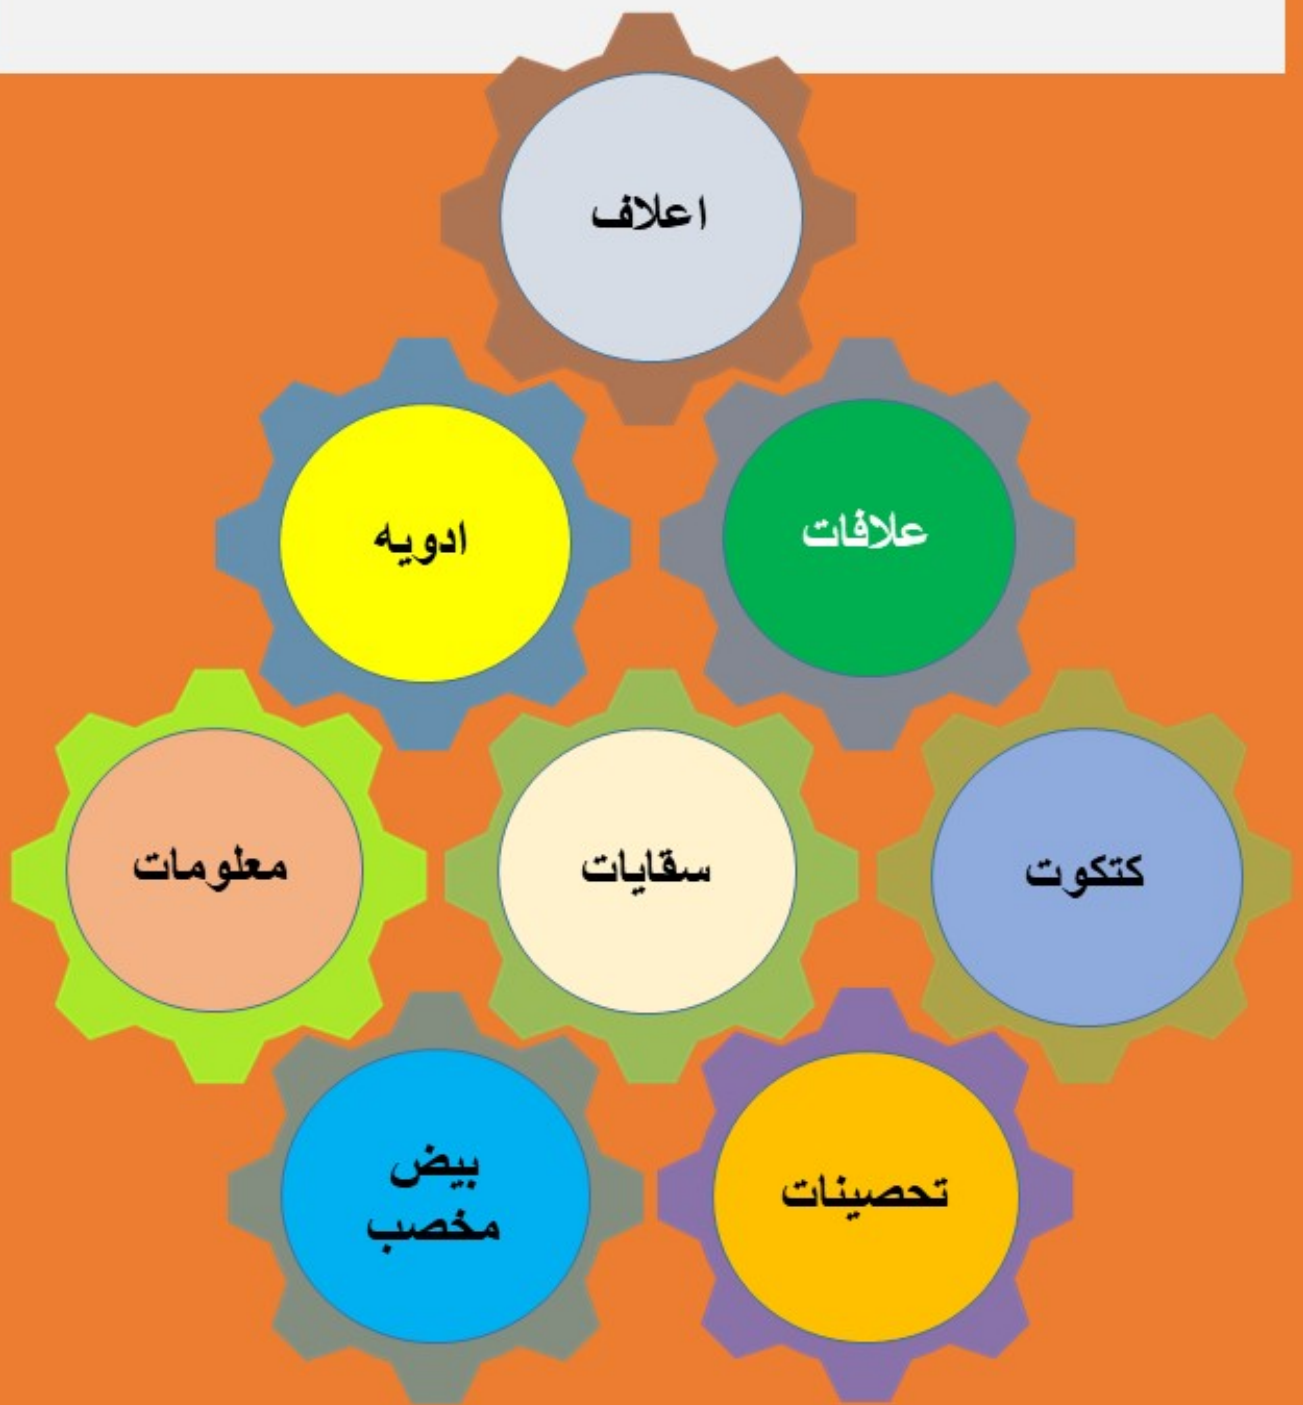 اعلاف
علافات
ادويه
كتكوت
سقايات
معلومات
تحصينات
بيض
مخصب